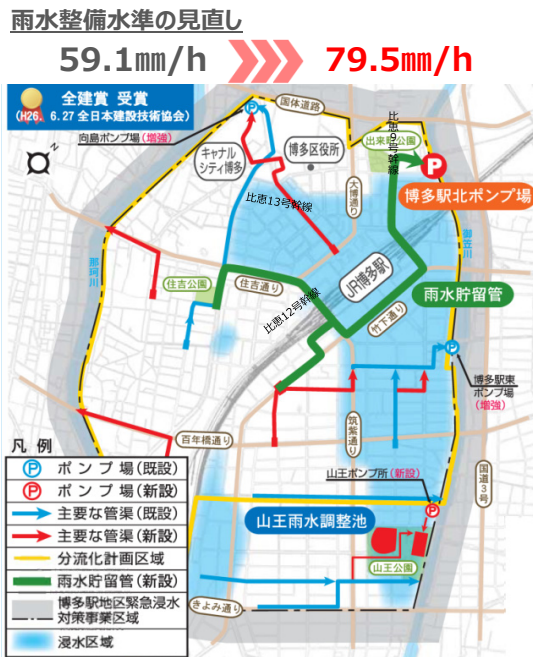 雨水整備水準の見直し
59.1㎜/h
79.5㎜/h
全建賞 受賞
(H26. 6.27 全日本建設技術協会)
向島ポンプ場(増強)
国体道路
比恵9号幹線
出来町公園
N
キャナル
シティ博多
博多区役所
大博通り
博多駅北ポンプ場
比恵13号幹線
御笠川
那珂川
JR博多駅
住吉公園
住吉通り
雨水貯留管
比恵12号幹線
竹下通り
博多駅東
ポンプ場
(増強)
百年橋通り
筑紫通り
国道3号
山王ポンプ所(新設)
山王雨水調整池
山王公園
きよみ通り
凡 例
P ポンプ場(既設)
P ポンプ場(新設)
主要な管渠(既設)
主要な管渠(新設)
分流化計画区域
雨水貯留管(新設)
博多駅地区緊急浸水
対策事業区域
浸水区域